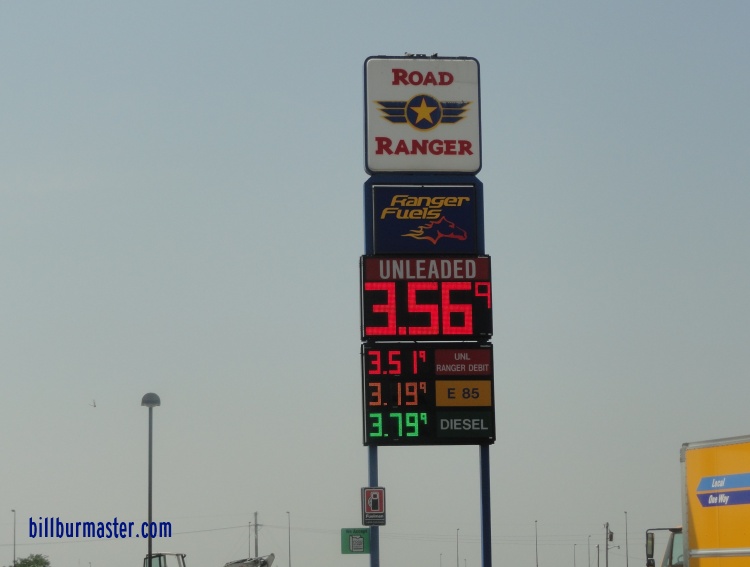 ROAD
RANGER
Ranger
Fuels
UNLEADED
3.56 9
3.51 9 UNL
RANGER DEBIT
3.19 9 E 85
3.79 9 DIESEL
Local
One Way
billburmaster.com